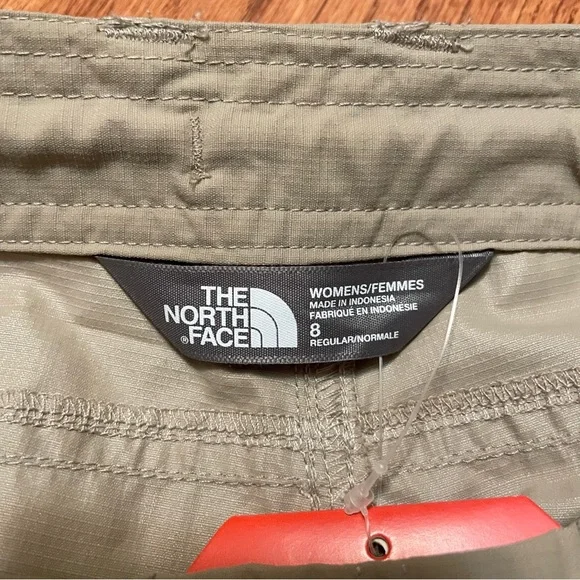 THE
NORTH
FACE
WOMENS/FEMMES
MADE IN INDONESIA
FABRIQUÉ EN INDONÉSIE
8
REGULAR/NORMALE